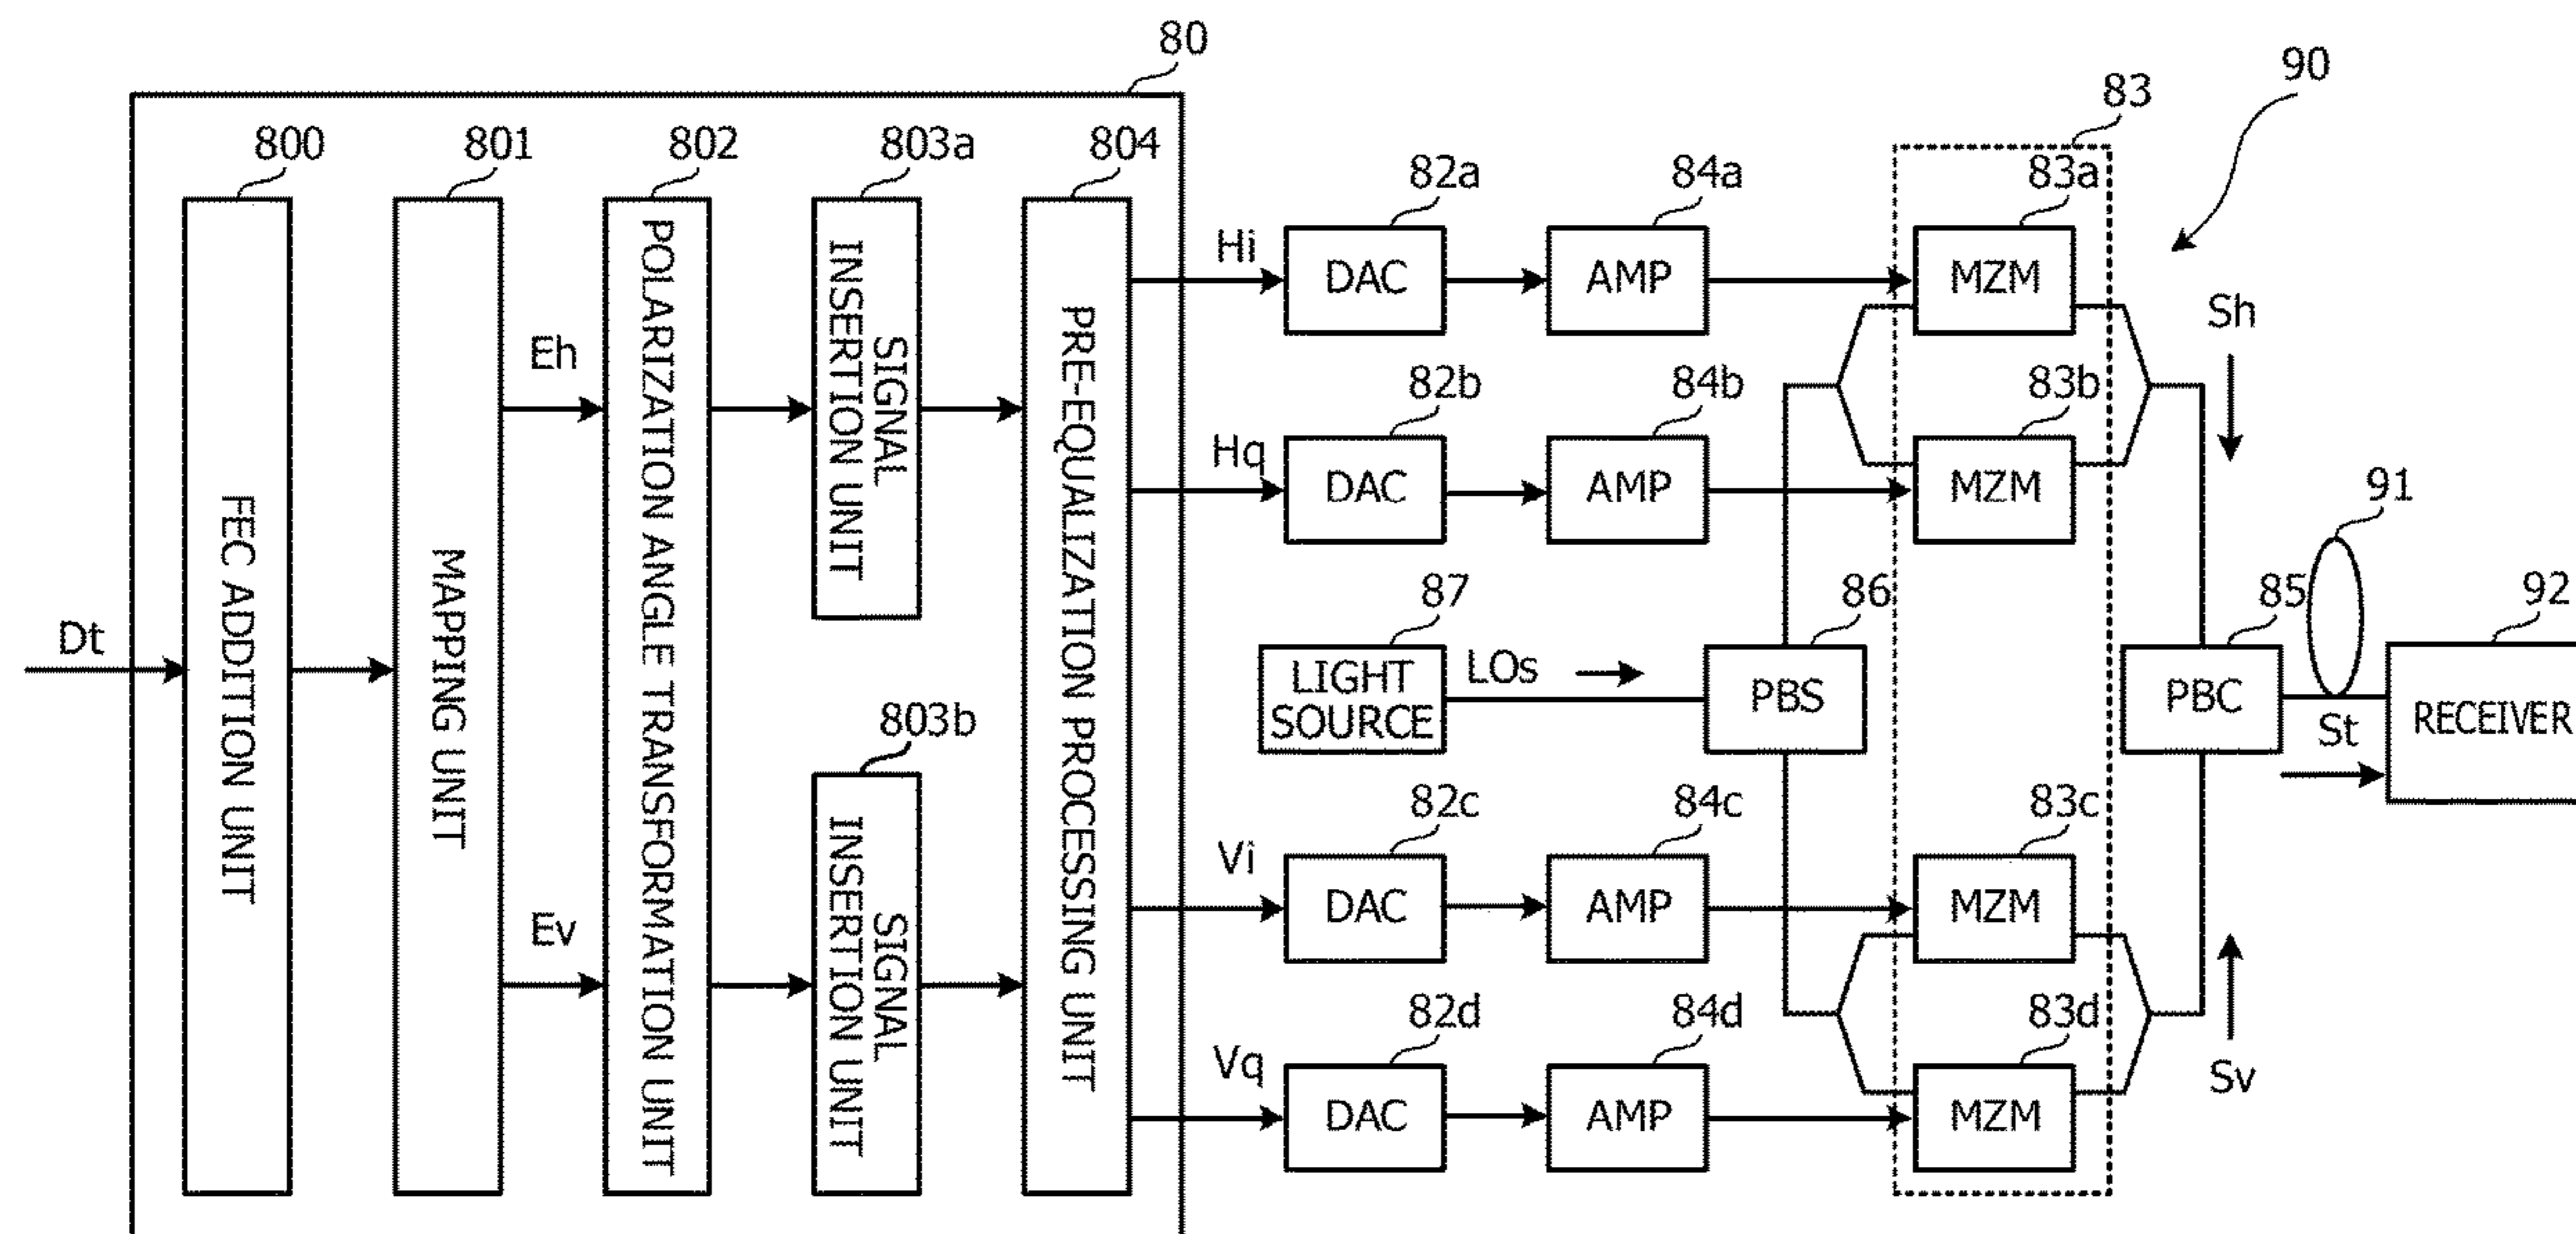 80
90
83
800
801
802
803a
804
82a
84a
83a
Hi
DAC
AMP
MZM
Sh
Eh
82b
84b
83b
Hq
DAC
AMP
MZM
91
FEC ADDITION UNIT
MAPPING UNIT
POLARIZATION ANGLE TRANSFORMATION UNIT
SIGNAL
INSERTION UNIT
PRE-EQUALIZATION PROCESSING UNIT
Dt
87
86
85
92
LIGHT
SOURCE
LOs
PBS
PBC
St
RECEIVER
803b
SIGNAL
INSERTION UNIT
Ev
82c
84c
83c
Vi
DAC
AMP
MZM
82d
84d
83d
Vq
DAC
AMP
MZM
Sv